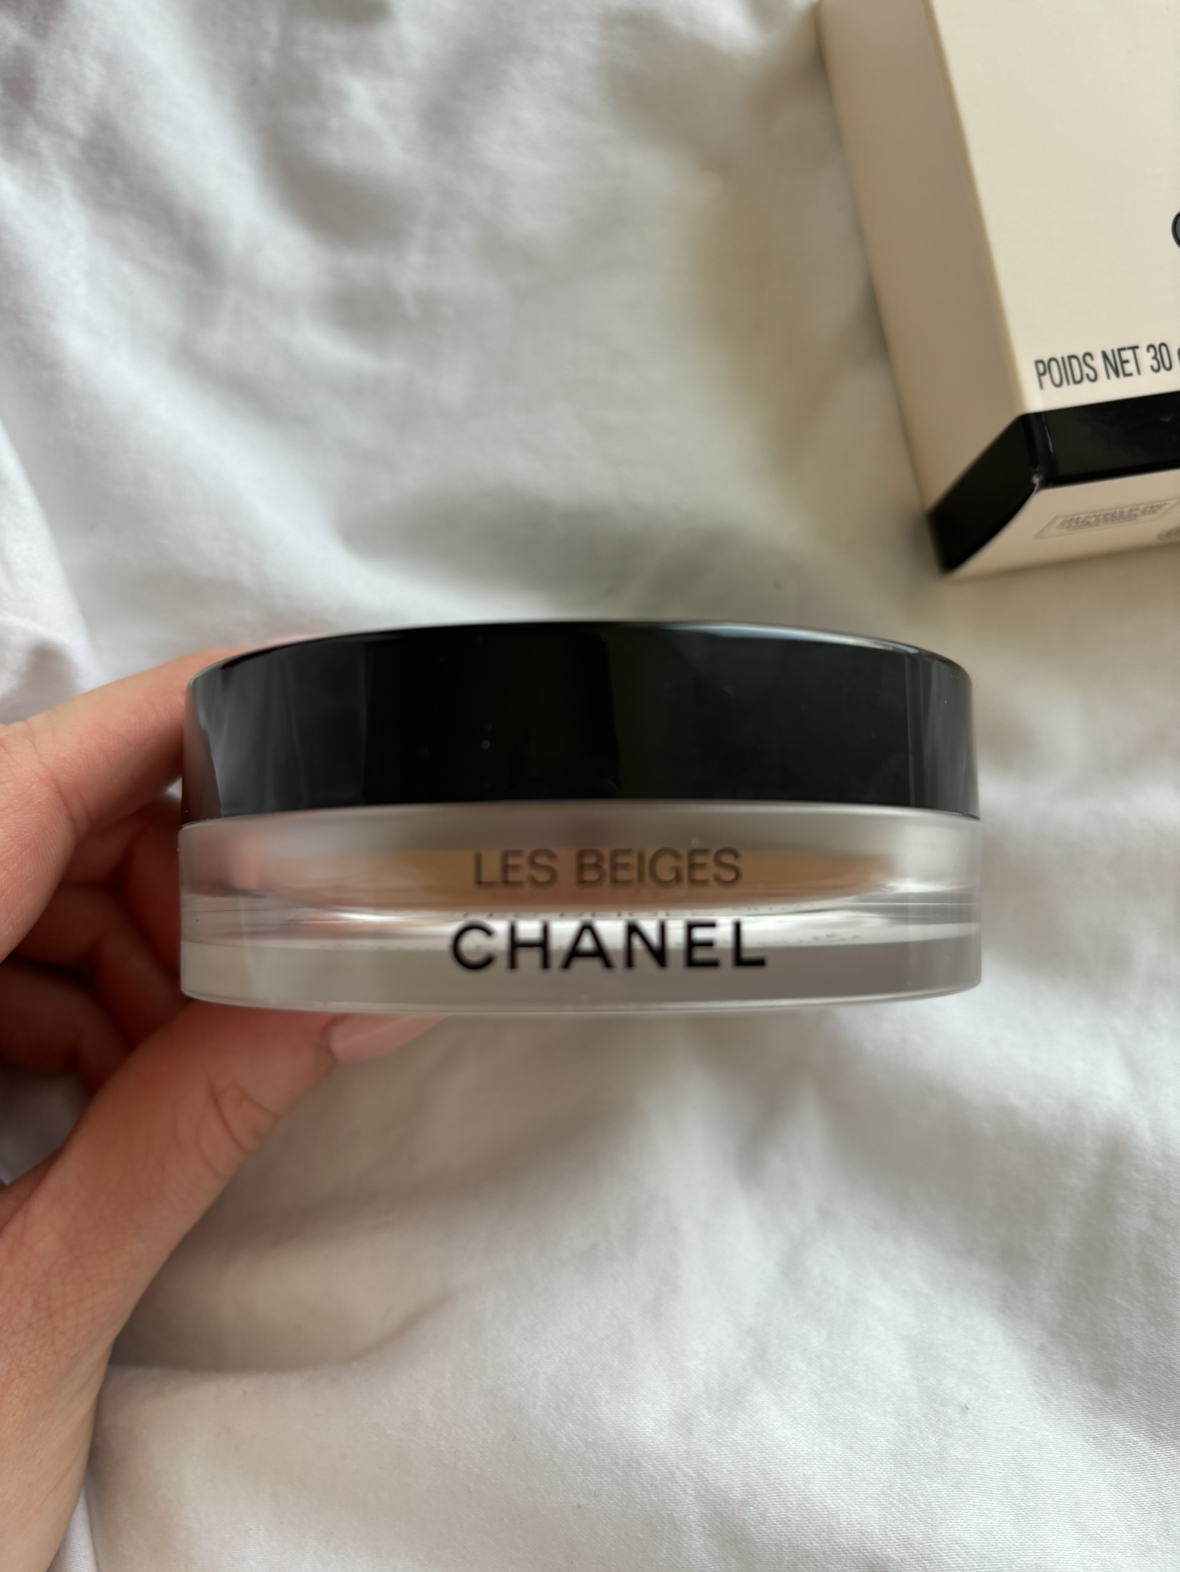 POIDS NET 30
LES BEIGES
CHANEL